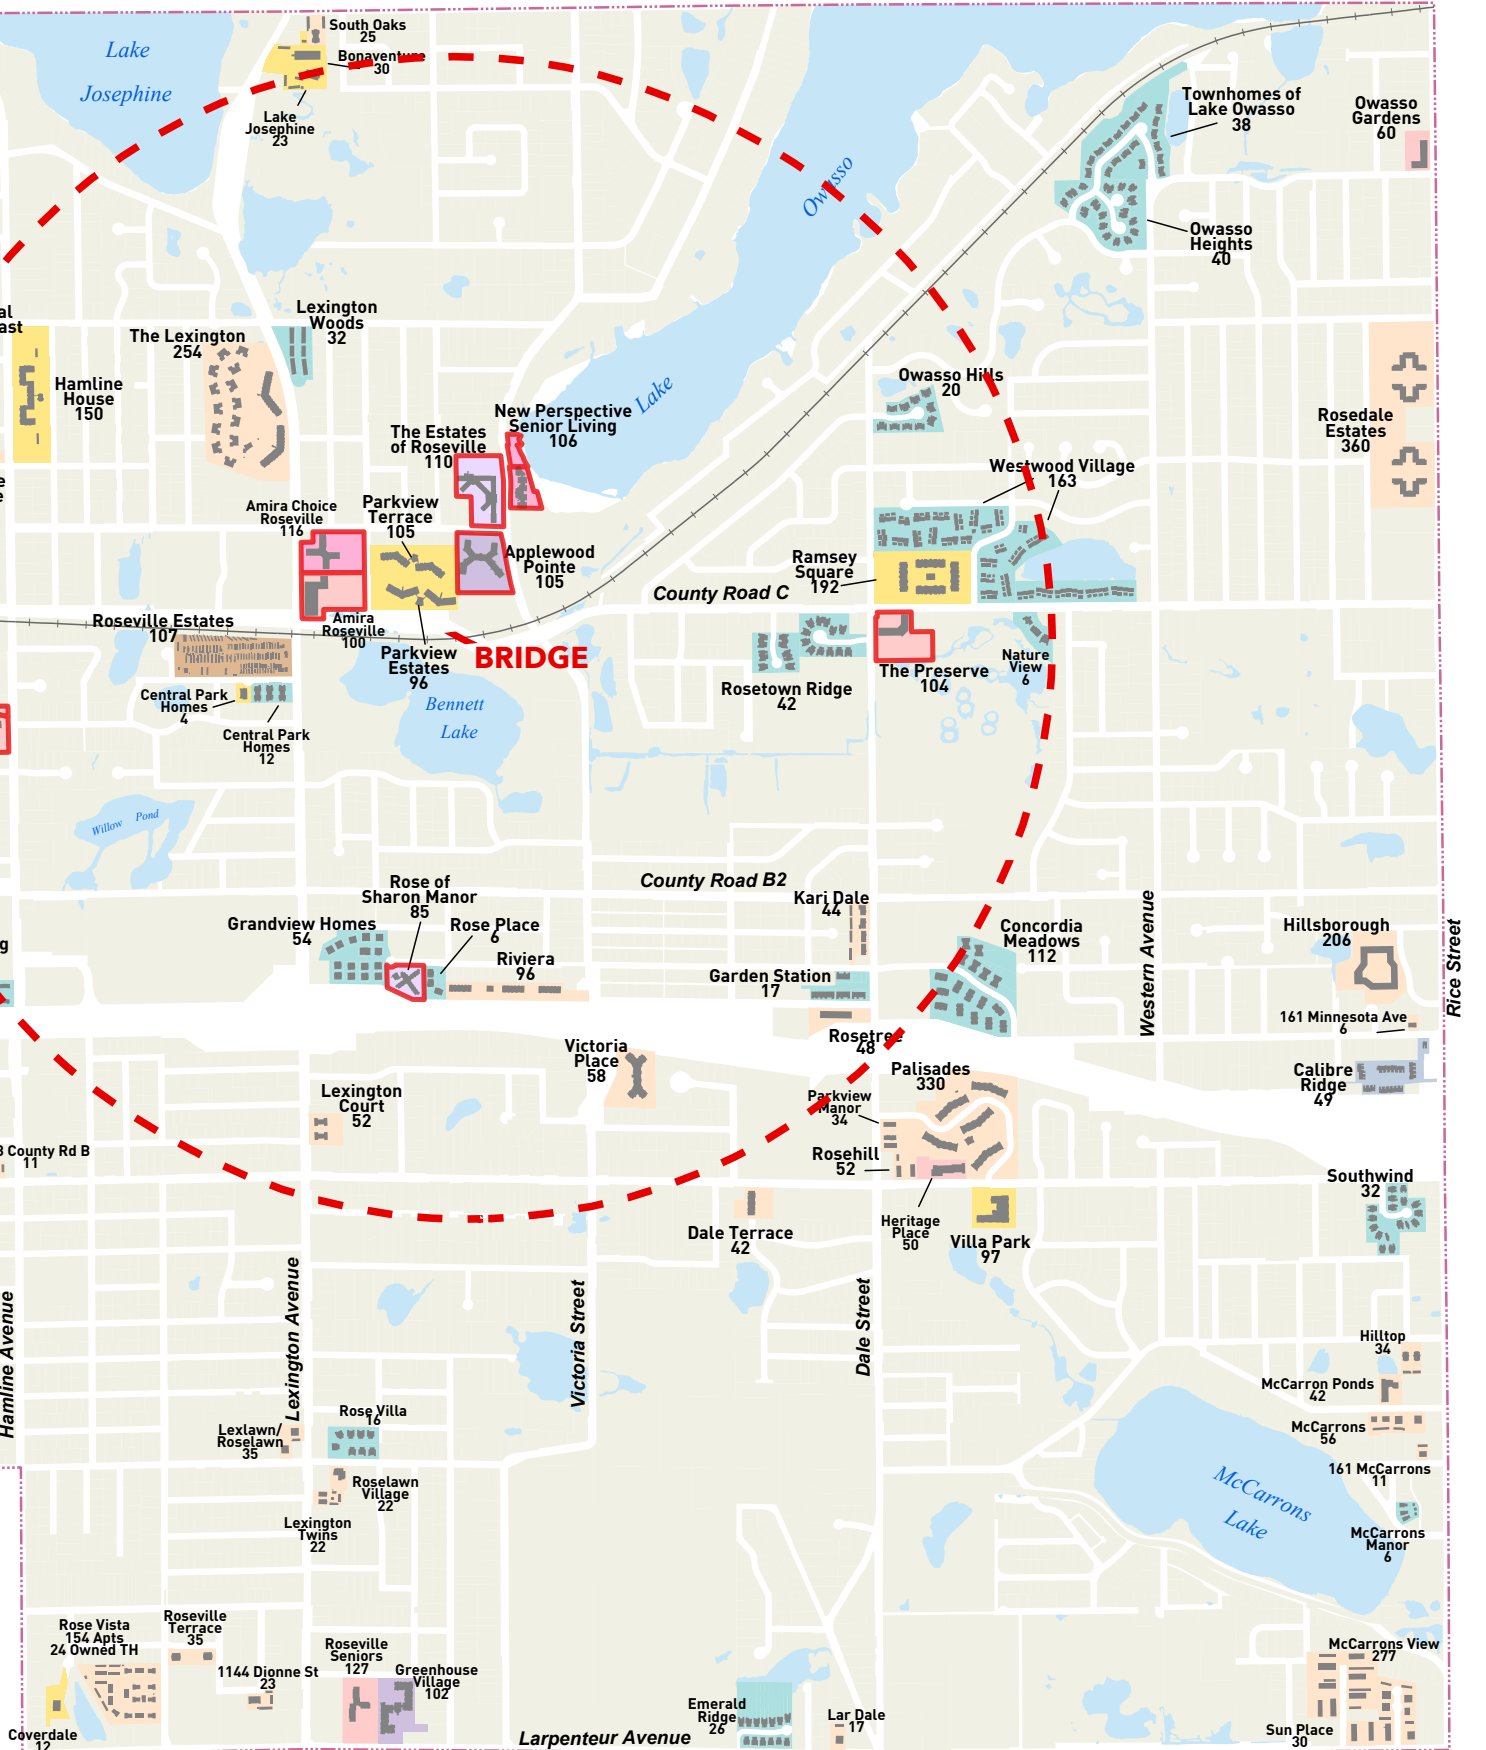 South Oaks
25
Bonaventure
30
Lake
Josephine
Lake
Josephine
23
Townhomes of
Lake Owasso
38
Owasso
Gardens
60
Owasso
Owasso
Heights
40
al
ast
The Lexington
254
Lexington
Woods
32
Hamline
House
150
Lake
Owasso Hills
20
New Perspective
Senior Living
106
The Estates
of Roseville
110
Rosedale
Estates
360
Westwood Village
163
Amira Choice
Roseville
116
Parkview
Terrace
105
Applewood
Pointe
105
Ramsey
Square
192
County Road C
Roseville Estates
107
Amira
Roseville
100
Parkview
Estates
96
BRIDGE
Nature
View
6
The Preserve
104
Rosetown Ridge
42
Central Park
Homes
4
Central Park
Homes
12
Bennett
Lake
Willow Pond
County Road B2
Rose of
Sharon Manor
85
Grandview Homes
54
Rose Place
6
Riviera
96
Kari Dale
44
Garden Station
17
Concordia
Meadows
112
Western Avenue
Hillsborough
206
Rice Street
g
161 Minnesota Ave
6
Rosetree
48
Victoria
Place
58
Palisades
330
Calibre
Ridge
49
Lexington
Court
52
Parkview
Manor
34
Rosehill
52
3 County Rd B
11
Southwind
32
Heritage
Place
50
Villa Park
97
Dale Terrace
42
Hamline Avenue
Lexington Avenue
Victoria Street
Dale Street
Hilltop
34
McCarron Ponds
42
McCarrons
56
161 McCarrons
11
McCarrons
Lake
McCarrons
Manor
6
Rose Villa
16
Lexlawn/
Roselawn
35
Roselawn
Village
22
Lexington
Twins
22
Rose Vista
154 Apts
24 Owned TH
Roseville
Terrace
35
1144 Dionne St
23
Roseville
Seniors
127
Greenhouse
Village
102
McCarrons View
277
Coverdale
12
Larpenteur Avenue
Emerald
Ridge
26
Lar Dale
17
Sun Place
30